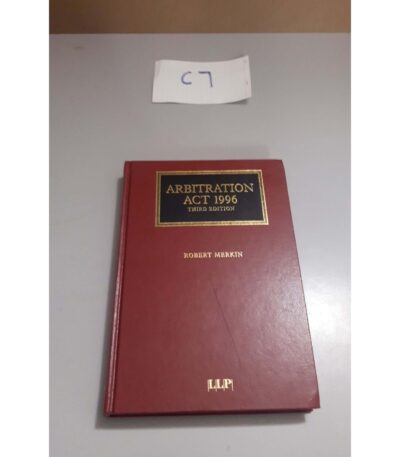 C7
ARBITRATION
ACT 1996
THIRD EDITION
ROBERT MERKIN
LLP